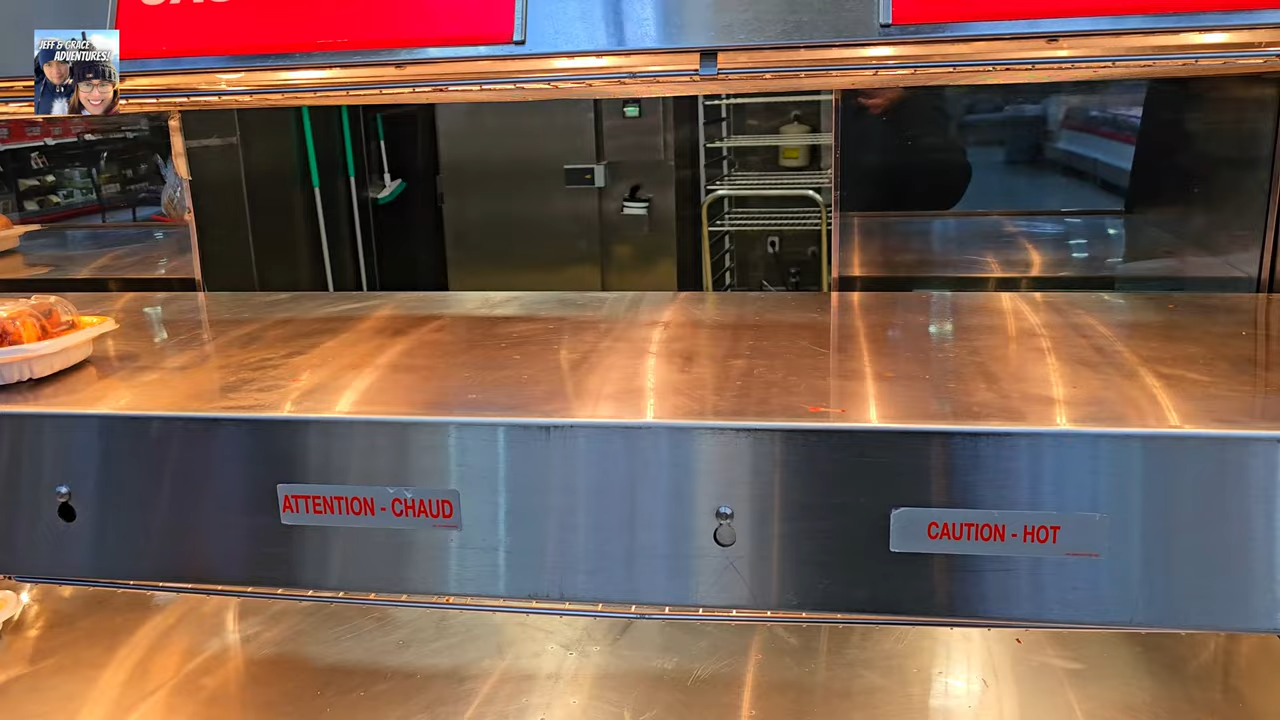 JEFF & GRACE
ADVENTURES!
ATTENTION - CHAUD
CAUTION - HOT